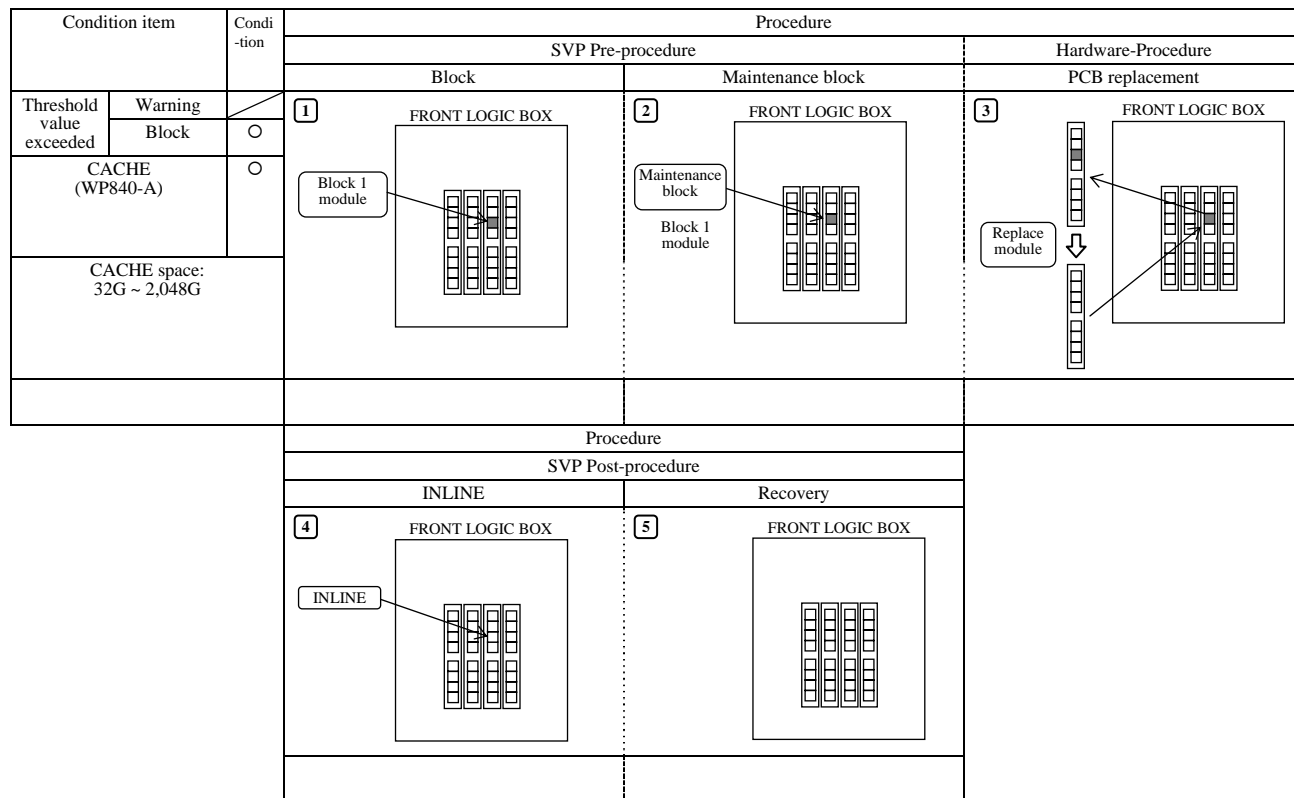 Condition item
Condi
-tion
Procedure
SVP Pre-procedure
Hardware-Procedure
Block
Maintenance block
PCB replacement
Threshold
value
exceeded
Warning
Block
○
CACHE
(WP840-A)
○
CACHE space:
32G ~ 2,048G
1
FRONT LOGIC BOX
Block 1
module
2
FRONT LOGIC BOX
Maintenance
block
Block 1
module
3
FRONT LOGIC BOX
Replace
module
Procedure
SVP Post-procedure
INLINE
Recovery
4
FRONT LOGIC BOX
INLINE
5
FRONT LOGIC BOX